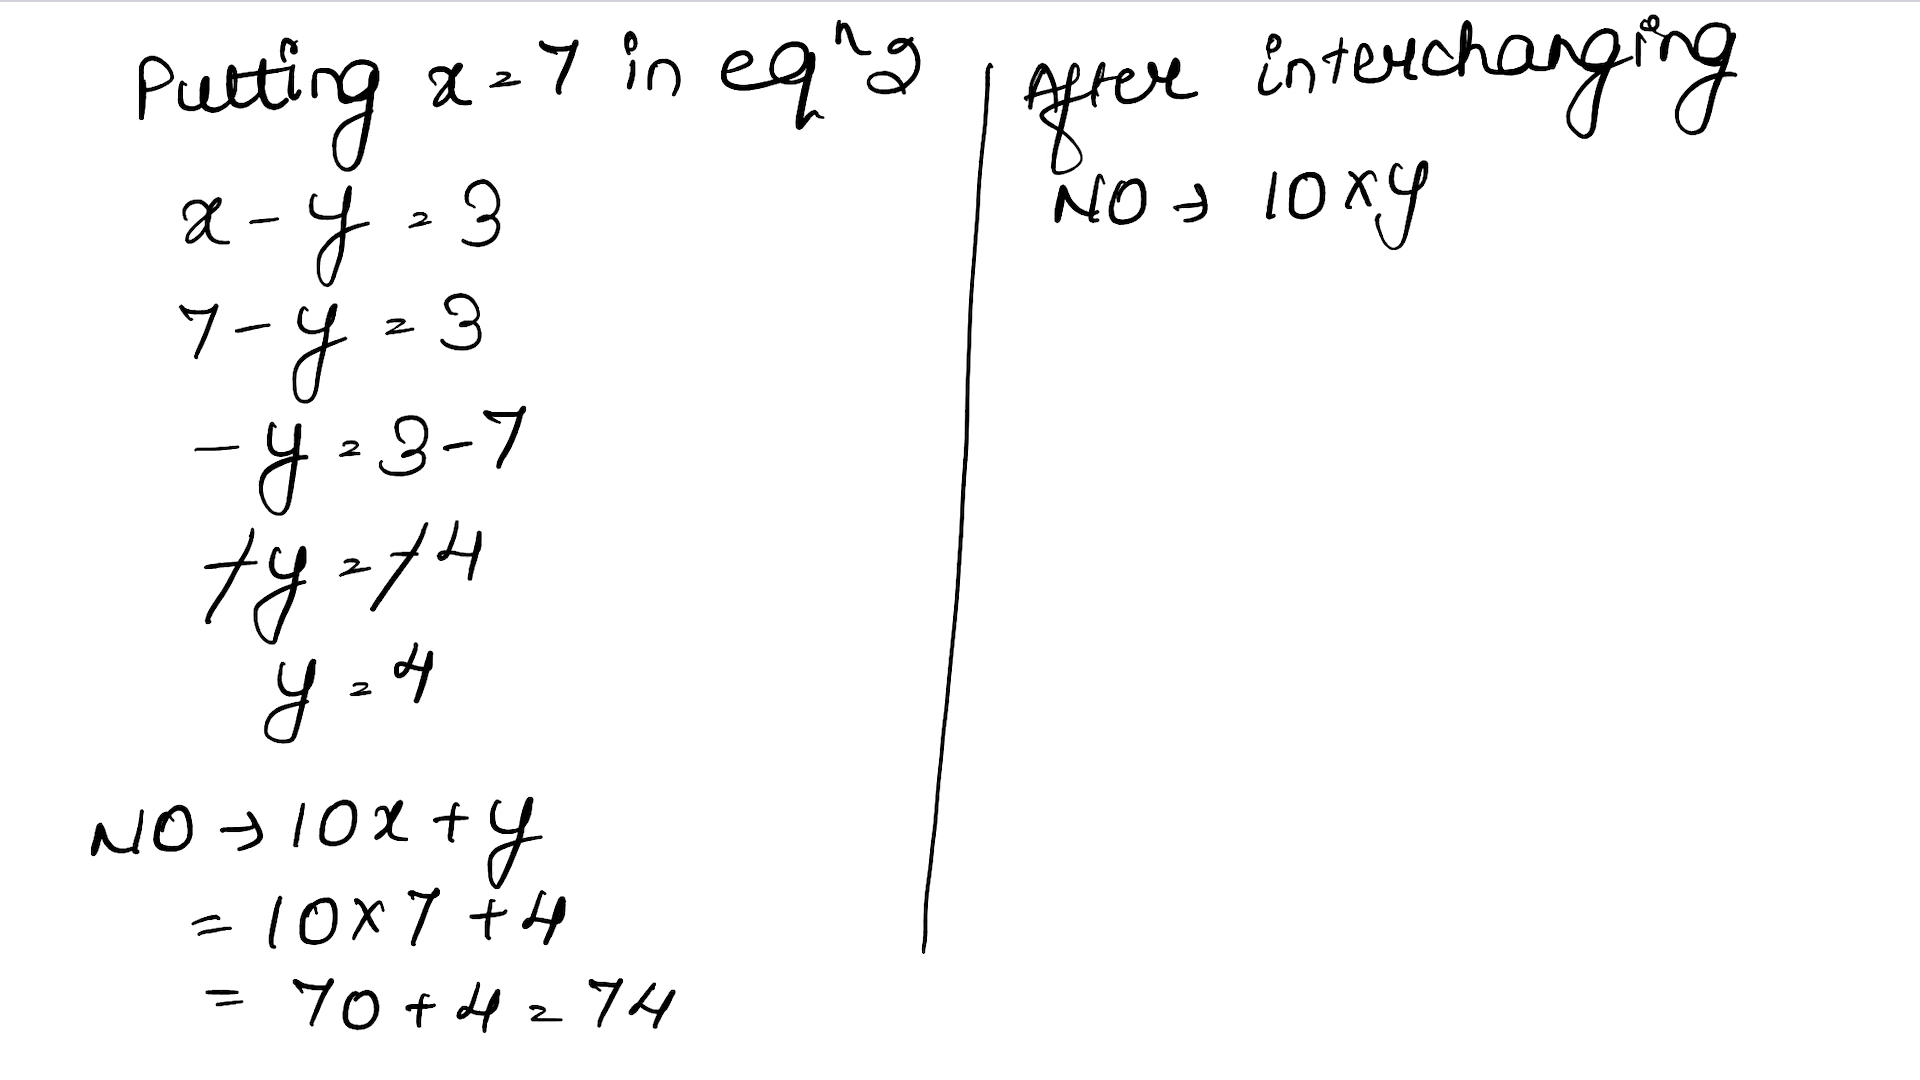 Putting x = 7 in eqⁿ 2
x - y = 3
7 - y = 3
- y = 3 - 7
-y = -4
y = 4
NO → 10x + y
= 10 × 7 + 4
= 70 + 4 = 74
After interchanging
NO → 10 × y